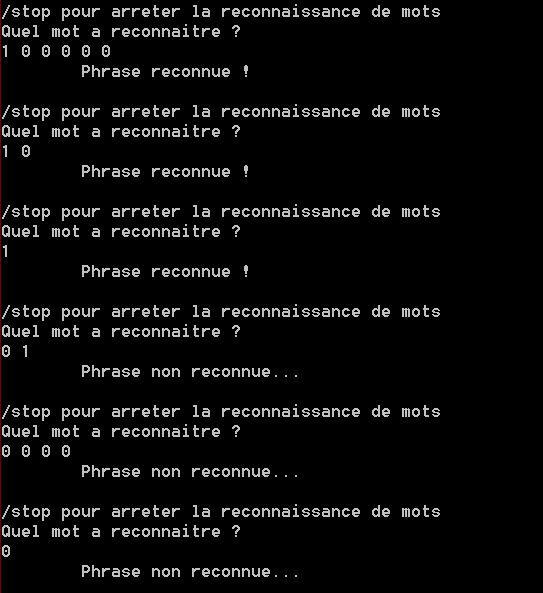 /stop pour arreter la reconnaissance de mots
Quel mot a reconnaitre ?
1 0 0 0 0 0
Phrase reconnue !
/stop pour arreter la reconnaissance de mots
Quel mot a reconnaitre ?
1 0
Phrase reconnue !
/stop pour arreter la reconnaissance de mots
Quel mot a reconnaitre ?
1
Phrase reconnue !
/stop pour arreter la reconnaissance de mots
Quel mot a reconnaitre ?
0 1
Phrase non reconnue...
/stop pour arreter la reconnaissance de mots
Quel mot a reconnaitre ?
0 0 0 0
Phrase non reconnue...
/stop pour arreter la reconnaissance de mots
Quel mot a reconnaitre ?
0
Phrase non reconnue...